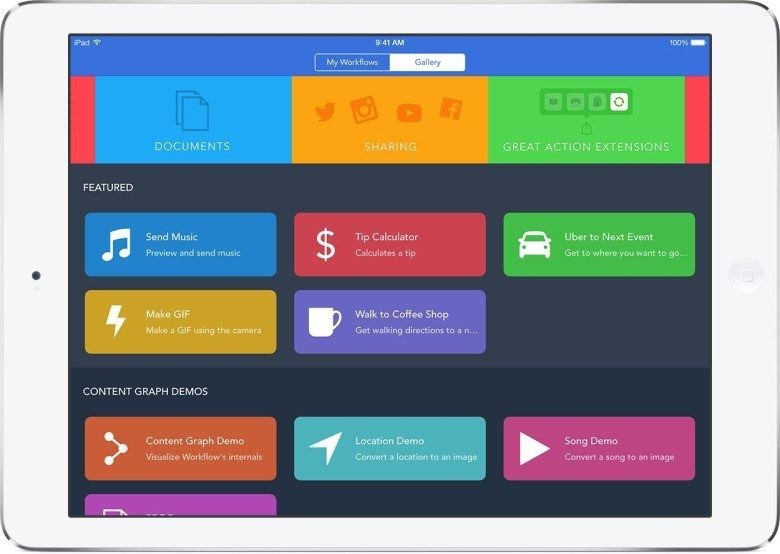 iPad
9:41 AM
100%
My Workflows
Gallery
DOCUMENTS
SHARING
GREAT ACTION EXTENSIONS
FEATURED
Send Music
Preview and send music
Tip Calculator
Calculates a tip
Uber to Next Event
Get to where you want to go...
Make GIF
Make a GIF using the camera
Walk to Coffee Shop
Get walking directions to a n...
CONTENT GRAPH DEMOS
Content Graph Demo
Visualize Workflow's internals
Location Demo
Convert a location to an image
Song Demo
Convert a song to an image